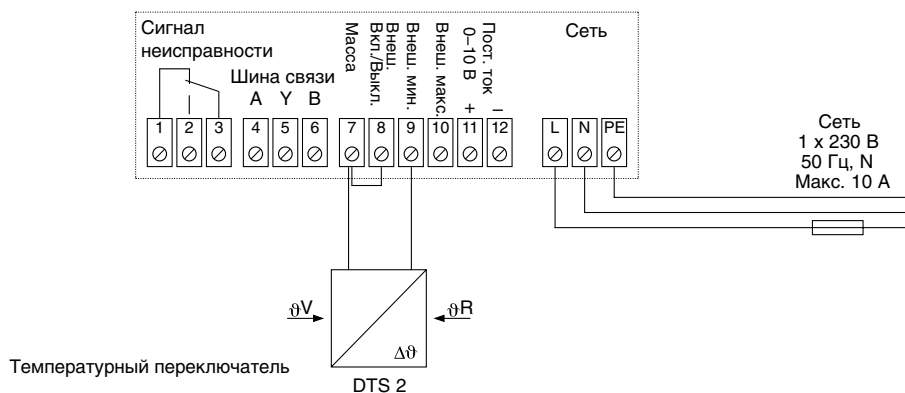 Сигнал
неисправности
Шина связи
A Y B
Масса
Внеш.
Вкл./Выкл.
Внеш. мин.
Внеш. макс.
0–10 В +
Пост. ток –
Сеть
1 2 3 4 5 6 7 8 9 10 11 12 L N PE
Сеть
1 x 230 В
50 Гц, N
Макс. 10 А
ϑV
ϑR
Δϑ
Температурный переключатель
DTS 2